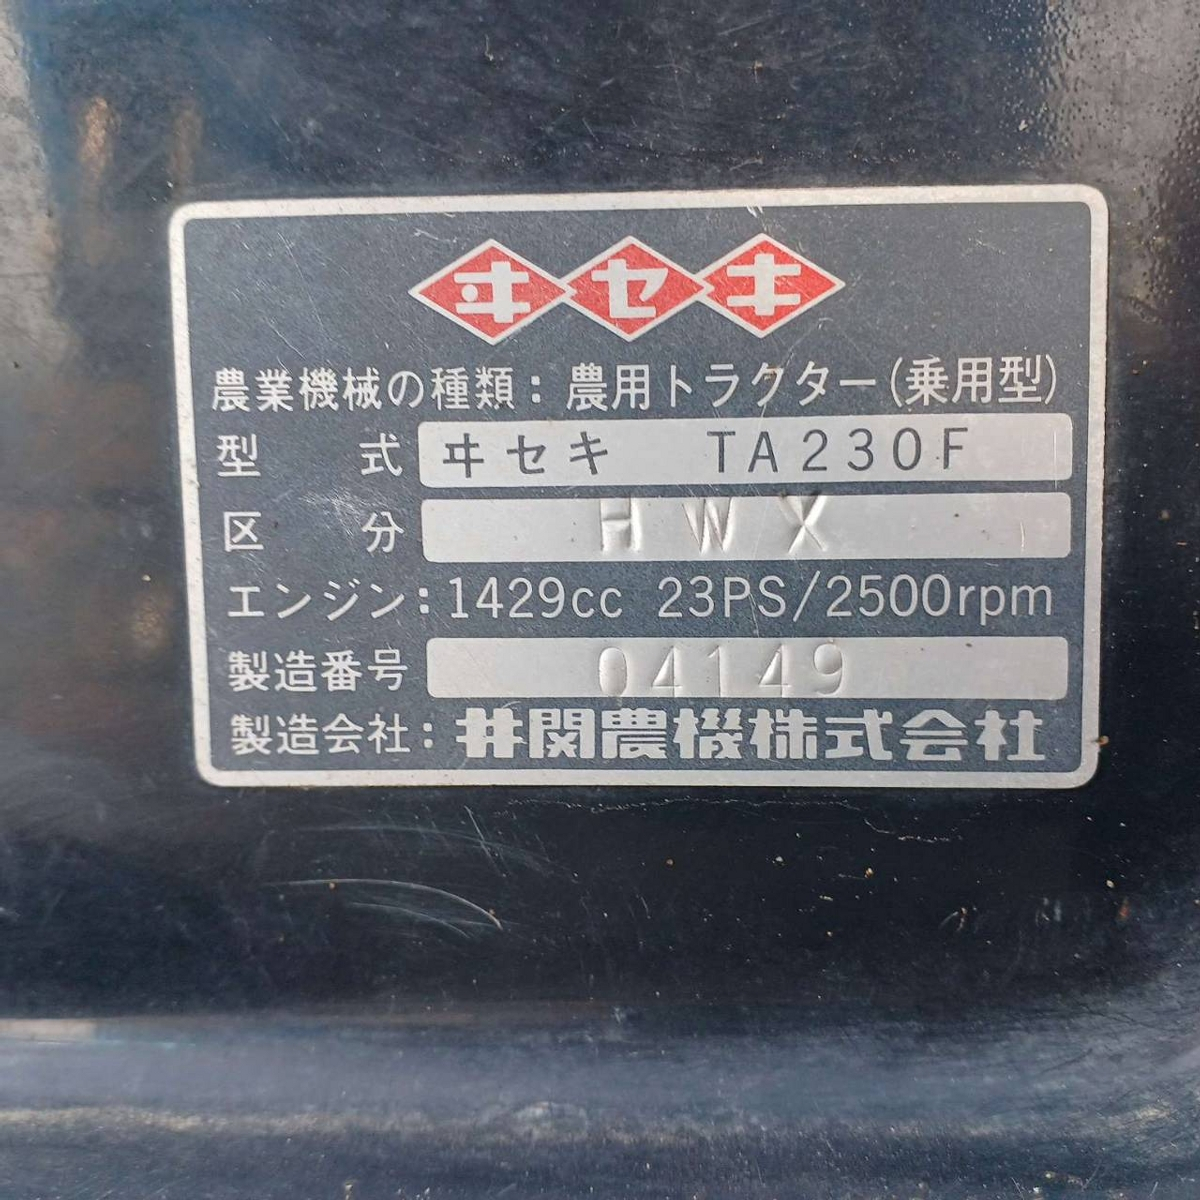 ヰセキ
農業機械の種類：農用トラクター(乗用型)
型式 ヰセキ TA230F
区分 HWX
エンジン：1429cc 23PS/2500rpm
製造番号 04149
製造会社：井関農機株式会社